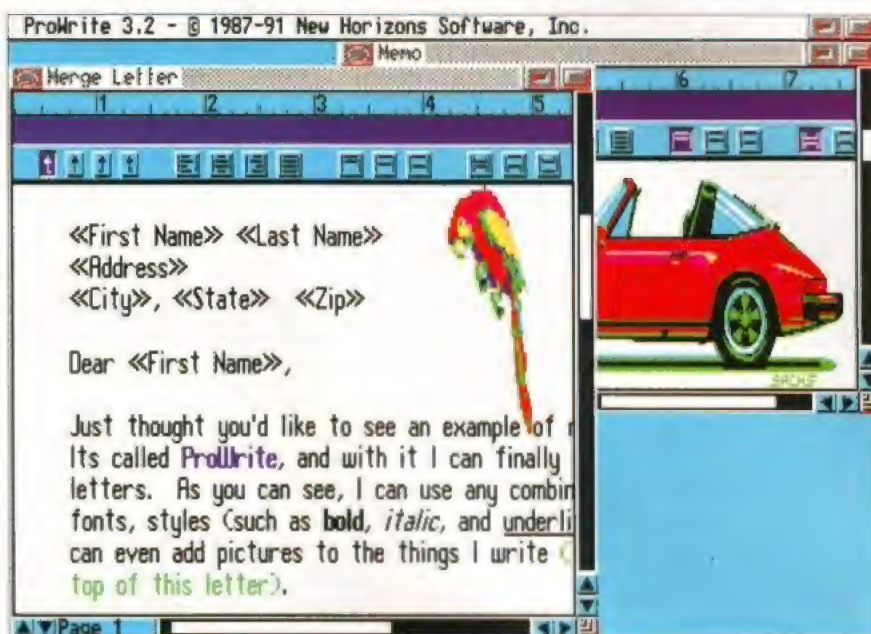 ProWrite 3.2 - © 1987-91 New Horizons Software, Inc.
Memo
Merge Letter
1 2 3 4 5
6 7
«First Name» «Last Name»
«Address»
«City», «State» «Zip»
Dear «First Name»,
Just thought you'd like to see an example of
Its called ProWrite, and with it I can finally
letters. As you can see, I can use any combin
fonts, styles (such as bold, italic, and underli
can even add pictures to the things I write (
top of this letter).
SACHS
Page 1